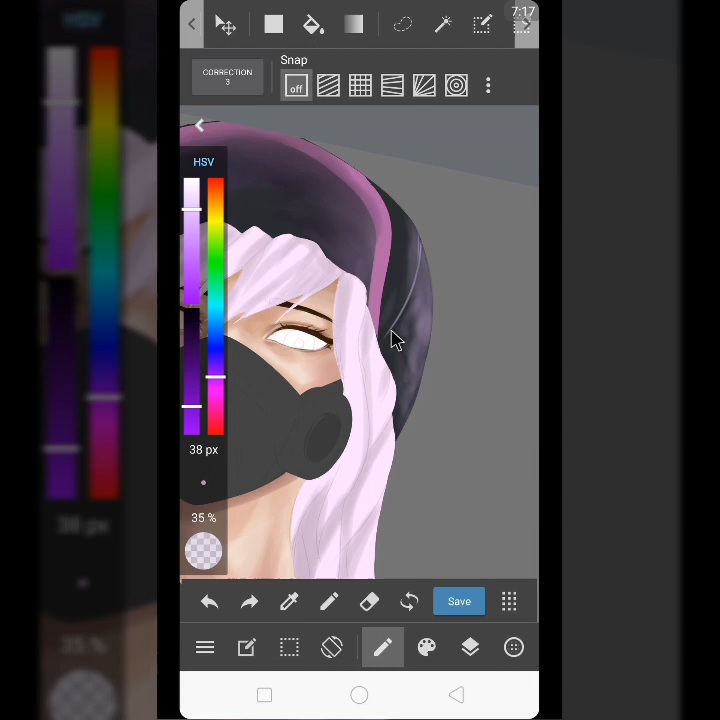 7:17
CORRECTION
3
Snap
off
HSV
38 px
35 %
Save